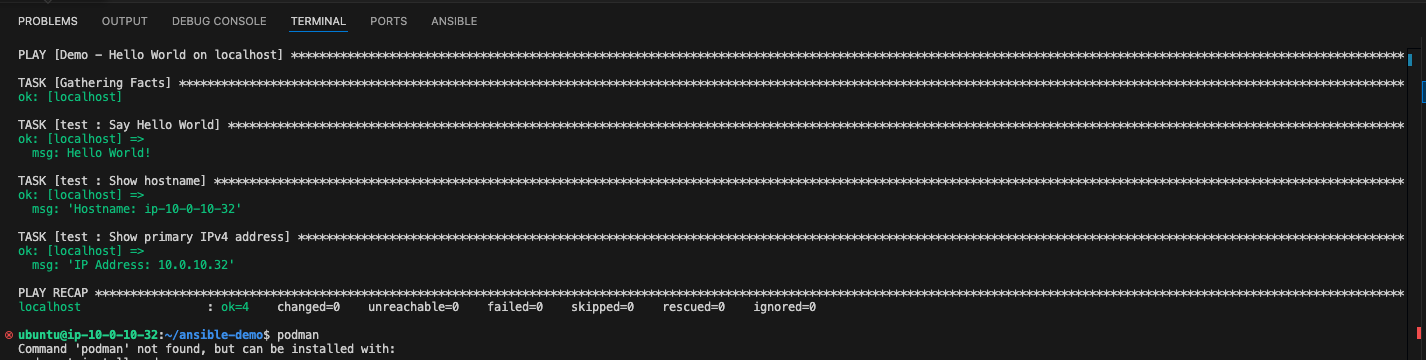 PROBLEMS OUTPUT DEBUG CONSOLE TERMINAL PORTS ANSIBLE
PLAY [Demo - Hello World on localhost] ****************************************************************************************************************************************************************
TASK [Gathering Facts] ********************************************************************************************************************************************************************************
ok: [localhost]
TASK [test : Say Hello World] *************************************************************************************************************************************************************************
ok: [localhost] =>
  msg: Hello World!
TASK [test : Show hostname] ***************************************************************************************************************************************************************************
ok: [localhost] =>
  msg: 'Hostname: ip-10-0-10-32'
TASK [test : Show primary IPv4 address] ***************************************************************************************************************************************************************
ok: [localhost] =>
  msg: 'IP Address: 10.0.10.32'
PLAY RECAP ********************************************************************************************************************************************************************************************
localhost                  : ok=4    changed=0    unreachable=0    failed=0    skipped=0    rescued=0    ignored=0
ubuntu@ip-10-0-10-32:~/ansible-demo$ podman
Command 'podman' not found, but can be installed with: